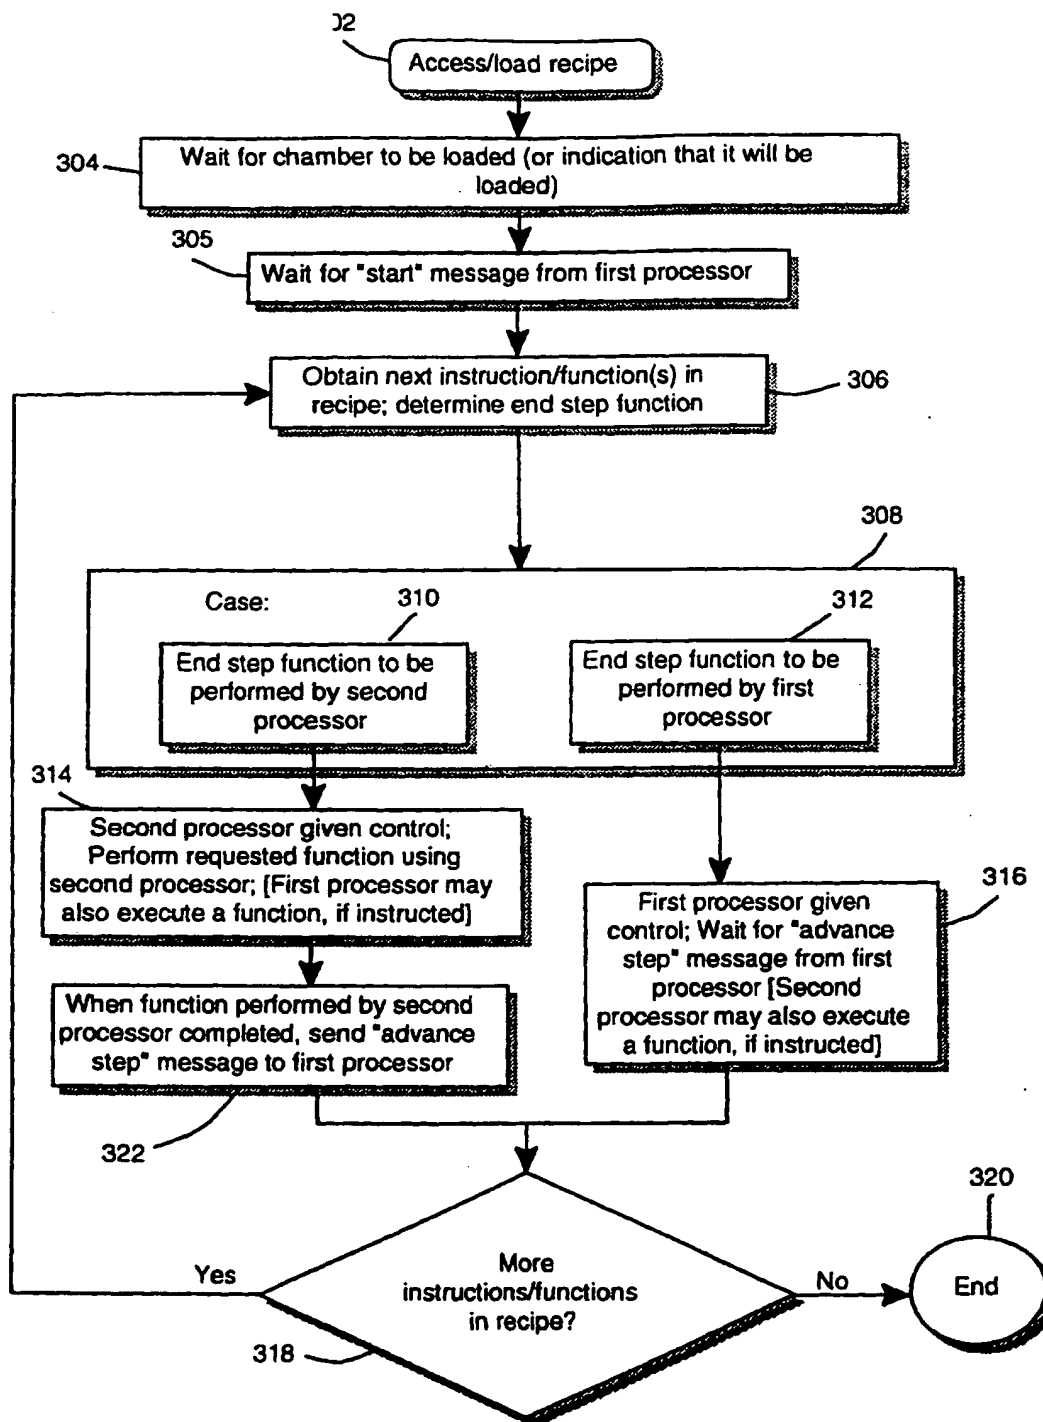 02
Access/load recipe
304
Wait for chamber to be loaded (or indication that it will be
loaded)
305
Wait for "start" message from first processor
Obtain next instruction/function(s) in
recipe; determine end step function
306
308
Case:
310
312
End step function to be
performed by second
processor
End step function to be
performed by first
processor
314
Second processor given control;
Perform requested function using
second processor; [First processor may
also execute a function, if instructed]
316
First processor given
control; Wait for "advance
step" message from first
processor [Second
processor may also execute
a function, if instructed]
When function performed by second
processor completed, send "advance
step" message to first processor
322
320
Yes
More
instructions/functions
in recipe?
No
End
318